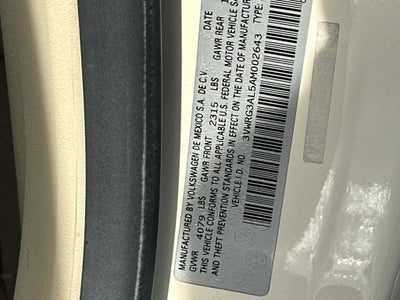 MANUFACTURED BY VOLKSWAGEN DE MEXICO S.A. DE C.V. DATE
GVWR 4079 LBS GAWR FRONT 2315 LBS GAWR REAR
THIS VEHICLE CONFORMS TO ALL APPLICABLE U.S. FEDERAL MOTOR VEHICLE
AND THEFT PREVENTION STANDARDS IN EFFECT ON THE DATE OF MANUFACTURE
VEHICLE I.D. NO 3VWRG3AL5AM002643 TYPE: